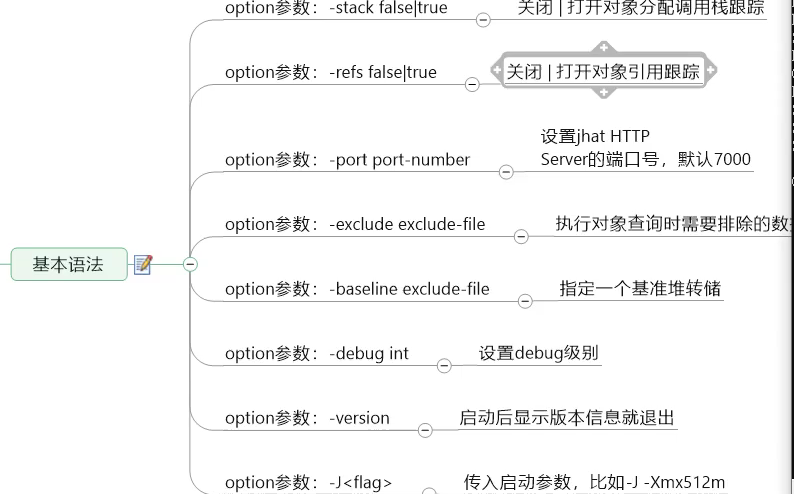 option参数：-stack false|true
关闭 | 打开对象分配调用栈跟踪
option参数：-refs false|true
关闭 | 打开对象引用跟踪
option参数：-port port-number
设置jhat HTTP
Server的端口号，默认7000
option参数：-exclude exclude-file
执行对象查询时需要排除的数
基本语法
option参数：-baseline exclude-file
指定一个基准堆转储
option参数：-debug int
设置debug级别
option参数：-version
启动后显示版本信息就退出
option参数：-J<flag>
传入启动参数，比如-J -Xmx512m